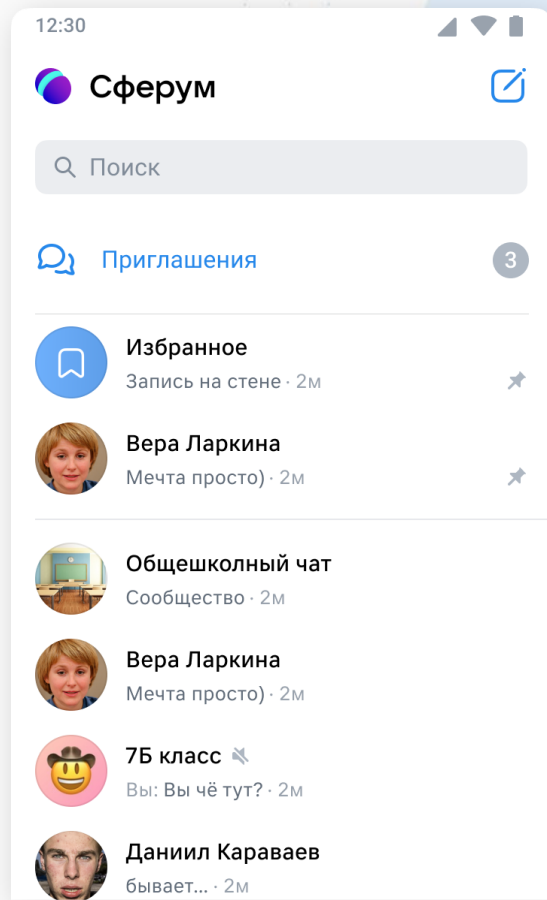 12:30
Сферум
Поиск
Приглашения
3
Избранное
Запись на стене · 2м
Вера Ларкина
Мечта просто) · 2м
Общешкольный чат
Сообщество · 2м
Вера Ларкина
Мечта просто) · 2м
7Б класс
Вы: Вы чё тут? · 2м
Даниил Караваев
бывает... · 2м